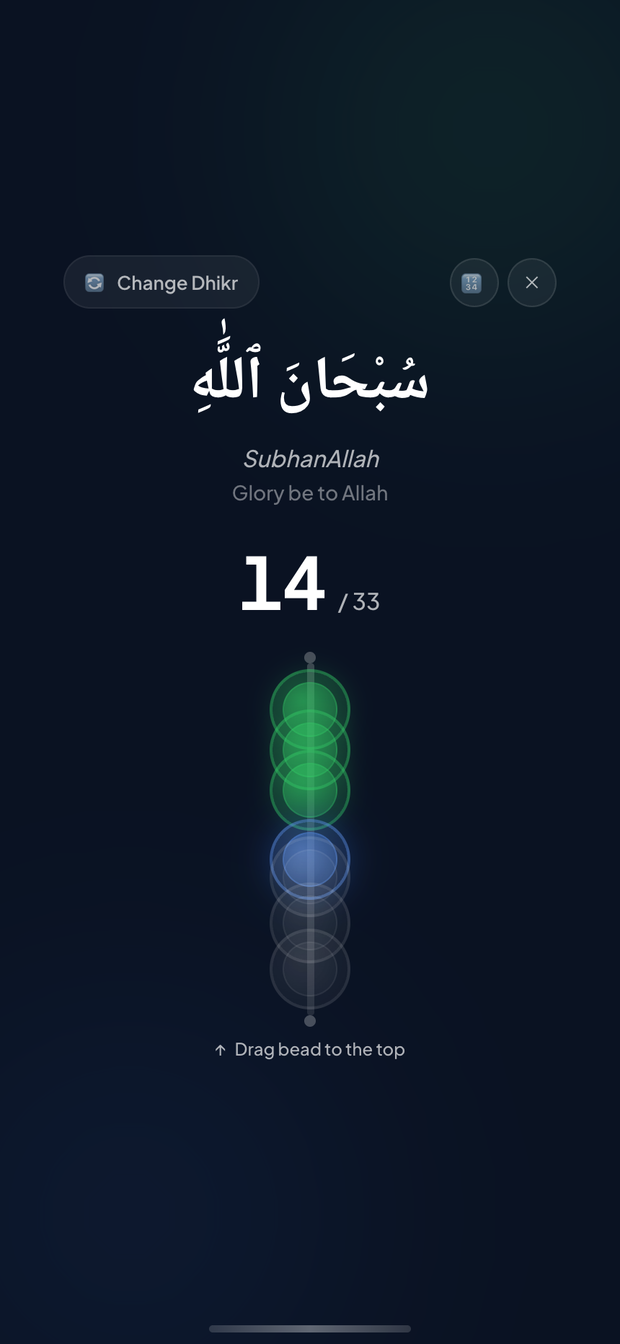 🔄 Change Dhikr 🔢 ✕
سُبْحَانَ ٱللَّٰهِ
SubhanAllah
Glory be to Allah
14 / 33
↑ Drag bead to the top